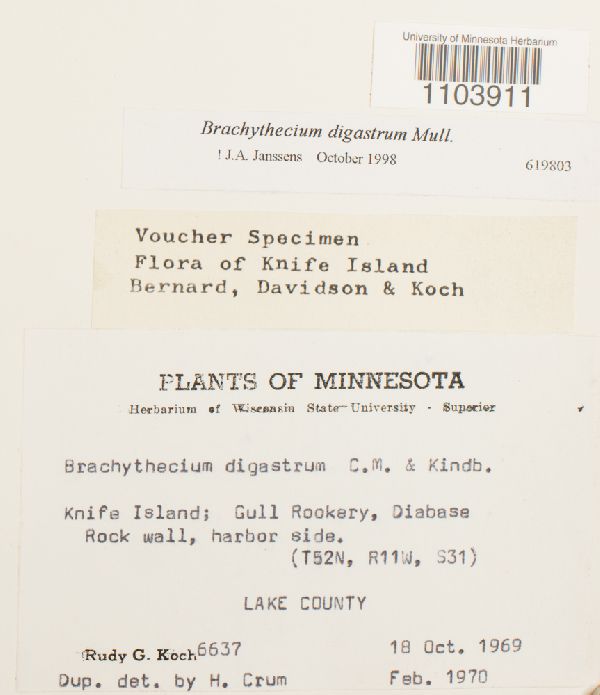 University of Minnesota Herbarium
1103911
Brachythecium digastrum Mull.
! J.A. Janssens October 1998
619803
Voucher Specimen
Flora of Knife Island
Bernard, Davidson & Koch
PLANTS OF MINNESOTA
Herbarium of Wisconsin State University - Superior
Brachythecium digastrum C.M. & Kindb.
Knife Island; Gull Rookery, Diabase
Rock wall, harbor side.
(T52N, R11W, S31)
LAKE COUNTY
Rudy G. Koch 6637 18 Oct. 1969
Dup. det. by H. Crum Feb. 1970